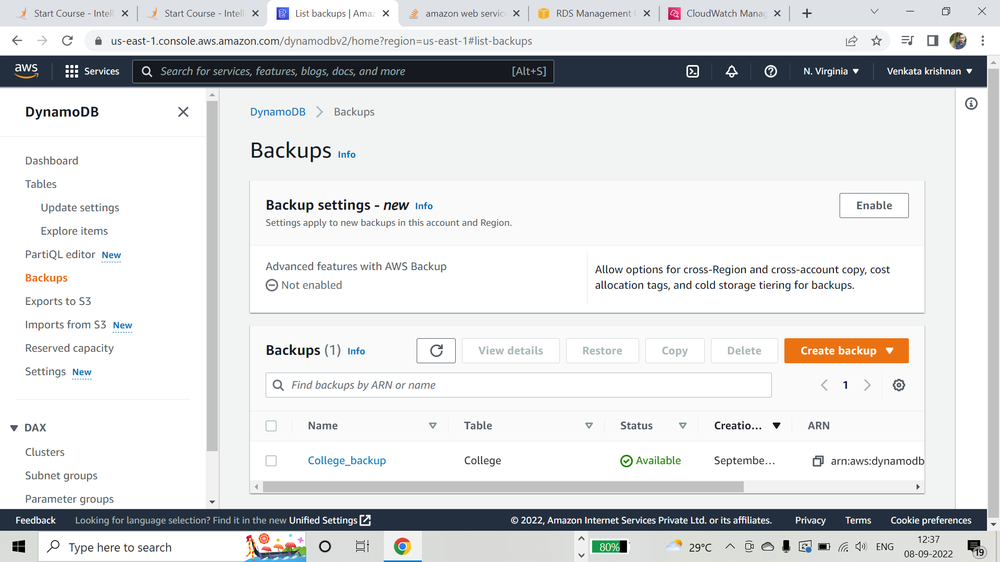 Start Course - Intell
Start Course - Intell
List backups | Amaz
amazon web servic
RDS Management
CloudWatch Manag
us-east-1.console.aws.amazon.com/dynamodbv2/home?region=us-east-1#list-backups
aws
Services
Search for services, features, blogs, docs, and more
[Alt+S]
N. Virginia
Venkata krishnan
DynamoDB
Dashboard
Tables
Update settings
Explore items
PartiQL editor New
Backups
Exports to S3
Imports from S3 New
Reserved capacity
Settings New
DAX
Clusters
Subnet groups
Parameter groups
DynamoDB
Backups
Backups Info
Backup settings - new Info
Enable
Settings apply to new backups in this account and Region.
Advanced features with AWS Backup
Not enabled
Allow options for cross-Region and cross-account copy, cost
allocation tags, and cold storage tiering for backups.
Backups (1) Info
View details
Restore
Copy
Delete
Create backup
Find backups by ARN or name
1
Name
Table
Status
Creatio...
ARN
College_backup
College
Available
Septembe...
arn:aws:dynamodb
Feedback
Looking for language selection? Find it in the new Unified Settings
© 2022, Amazon Internet Services Private Ltd. or its affiliates.
Privacy
Terms
Cookie preferences
Type here to search
80%
29°C
ENG
12:37
08-09-2022
19